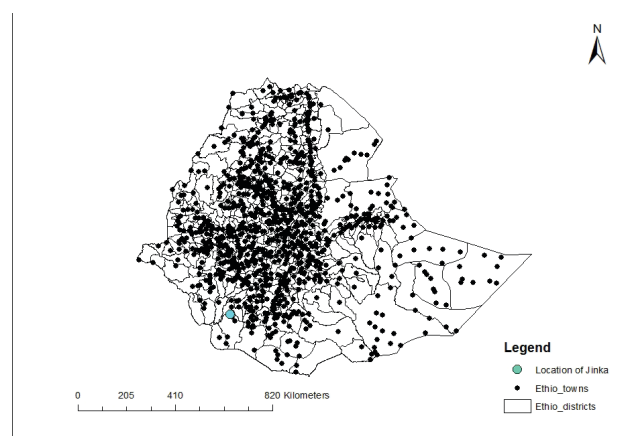 N
Legend
Location of Jinka
Ethio_towns
Ethio_districts
0 205 410 820 Kilometers